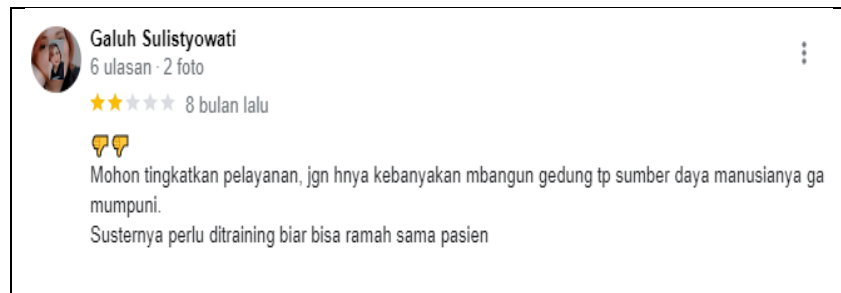 Galuh Sulistyowati
6 ulasan · 2 foto
8 bulan lalu
👎👎
Mohon tingkatkan pelayanan, jgn hnya kebanyakan mbangun gedung tp sumber daya manusianya ga
mumpuni.
Susternya perlu ditraining biar bisa ramah sama pasien